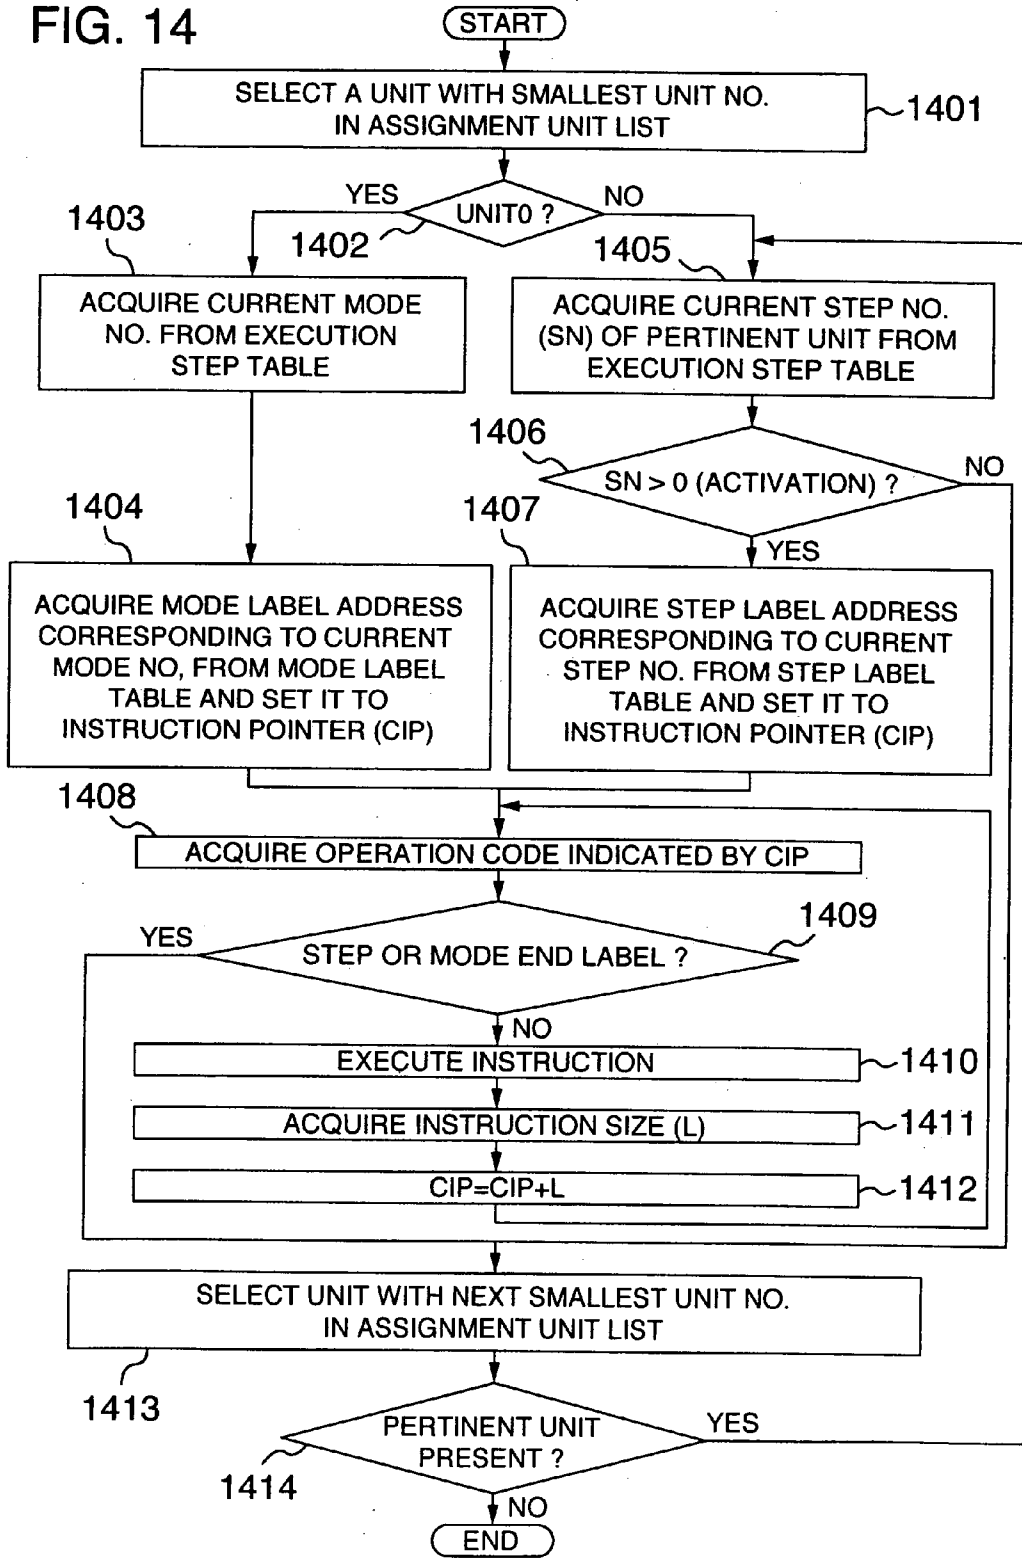 FIG. 14
START
SELECT A UNIT WITH SMALLEST UNIT NO.
IN ASSIGNMENT UNIT LIST
1401
YES
UNIT0 ?
NO
1402
1403
1405
ACQUIRE CURRENT MODE
NO. FROM EXECUTION
STEP TABLE
ACQUIRE CURRENT STEP NO.
(SN) OF PERTINENT UNIT FROM
EXECUTION STEP TABLE
1406
SN > 0 (ACTIVATION) ?
NO
1404
1407
YES
ACQUIRE MODE LABEL ADDRESS
CORRESPONDING TO CURRENT
MODE NO, FROM MODE LABEL
TABLE AND SET IT TO
INSTRUCTION POINTER (CIP)
ACQUIRE STEP LABEL ADDRESS
CORRESPONDING TO CURRENT
STEP NO. FROM STEP LABEL
TABLE AND SET IT TO
INSTRUCTION POINTER (CIP)
1408
ACQUIRE OPERATION CODE INDICATED BY CIP
YES
STEP OR MODE END LABEL ?
1409
NO
EXECUTE INSTRUCTION
1410
ACQUIRE INSTRUCTION SIZE (L)
1411
CIP=CIP+L
1412
SELECT UNIT WITH NEXT SMALLEST UNIT NO.
IN ASSIGNMENT UNIT LIST
1413
PERTINENT UNIT
PRESENT ?
YES
1414
NO
END